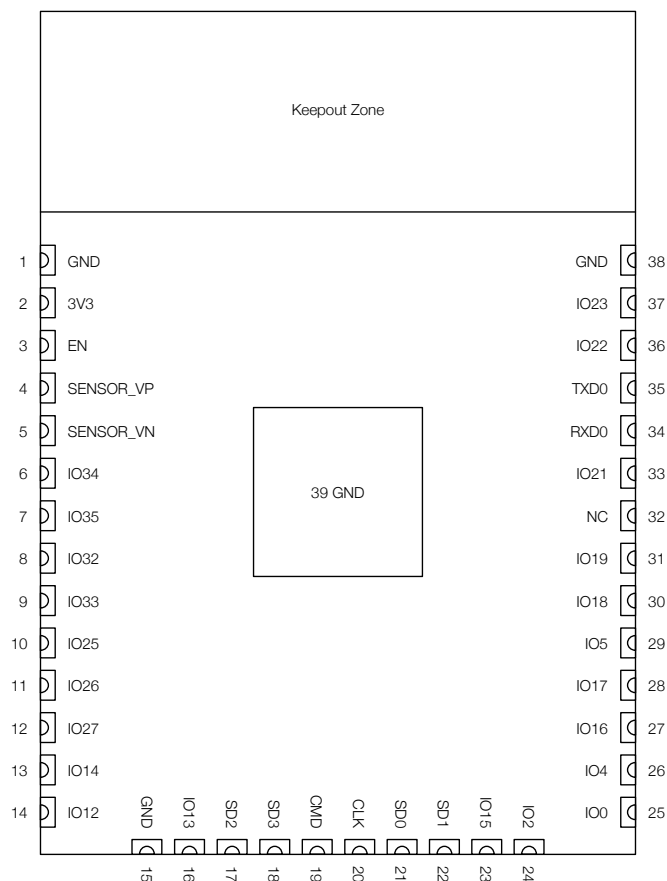 Keepout Zone
1 GND
2 3V3
3 EN
4 SENSOR_VP
5 SENSOR_VN
6 IO34
7 IO35
8 IO32
9 IO33
10 IO25
11 IO26
12 IO27
13 IO14
14 IO12
39 GND
GND 38
IO23 37
IO22 36
TXD0 35
RXD0 34
IO21 33
NC 32
IO19 31
IO18 30
IO5 29
IO17 28
IO16 27
IO4 26
IO0 25
GND 15
IO13 16
SD2 17
SD3 18
CMD 19
CLK 20
SD0 21
SD1 22
IO15 23
IO2 24